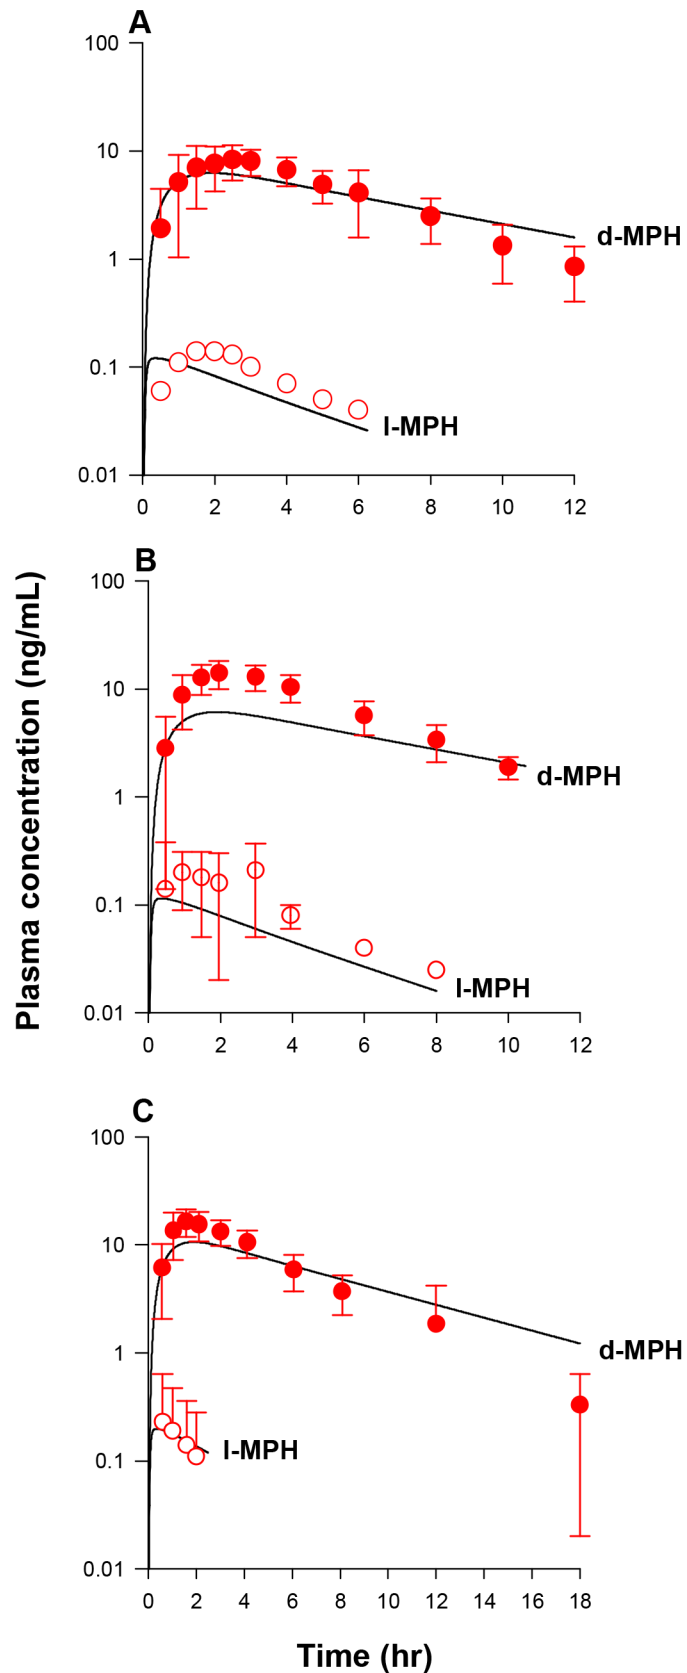 A
100
10
1
0.1
0.01
d-MPH
l-MPH
0 2 4 6 8 10 12
B
100
10
1
0.1
0.01
d-MPH
l-MPH
0 2 4 6 8 10 12
Plasma concentration (ng/mL)
C
100
10
1
0.1
0.01
d-MPH
l-MPH
0 2 4 6 8 10 12 14 16 18
Time (hr)